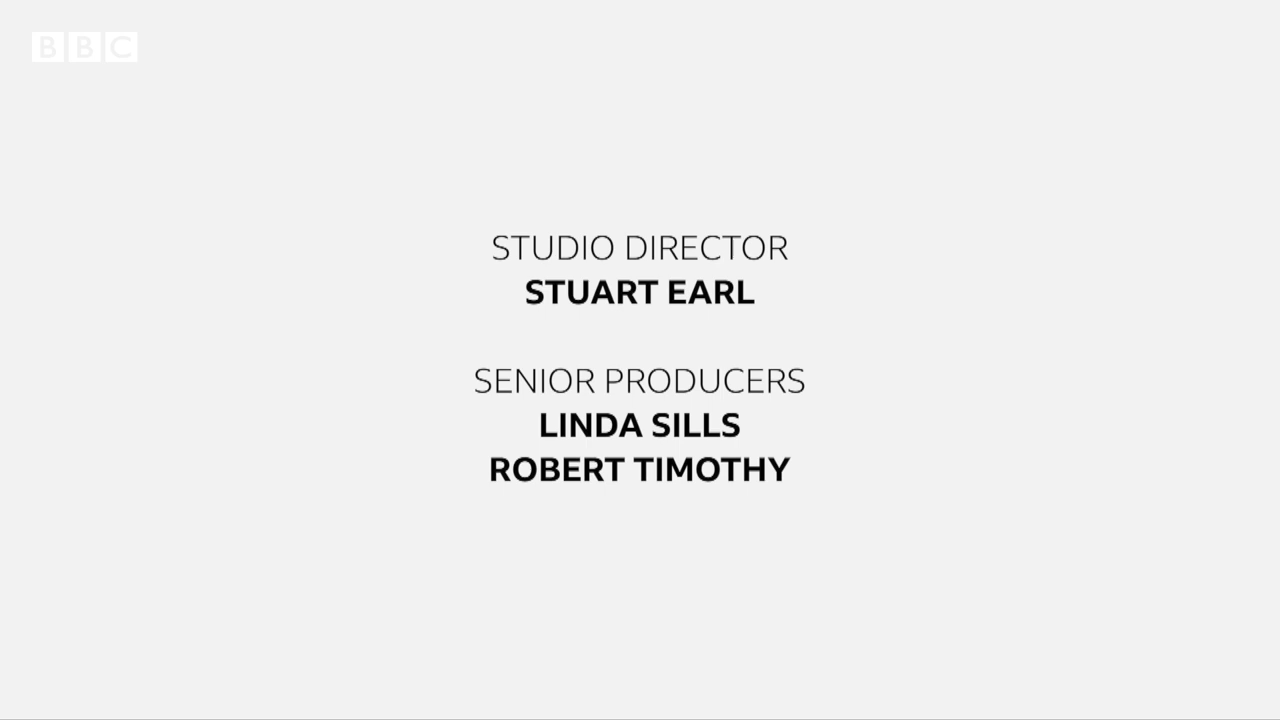 BBC
STUDIO DIRECTOR
STUART EARL
SENIOR PRODUCERS
LINDA SILLS
ROBERT TIMOTHY